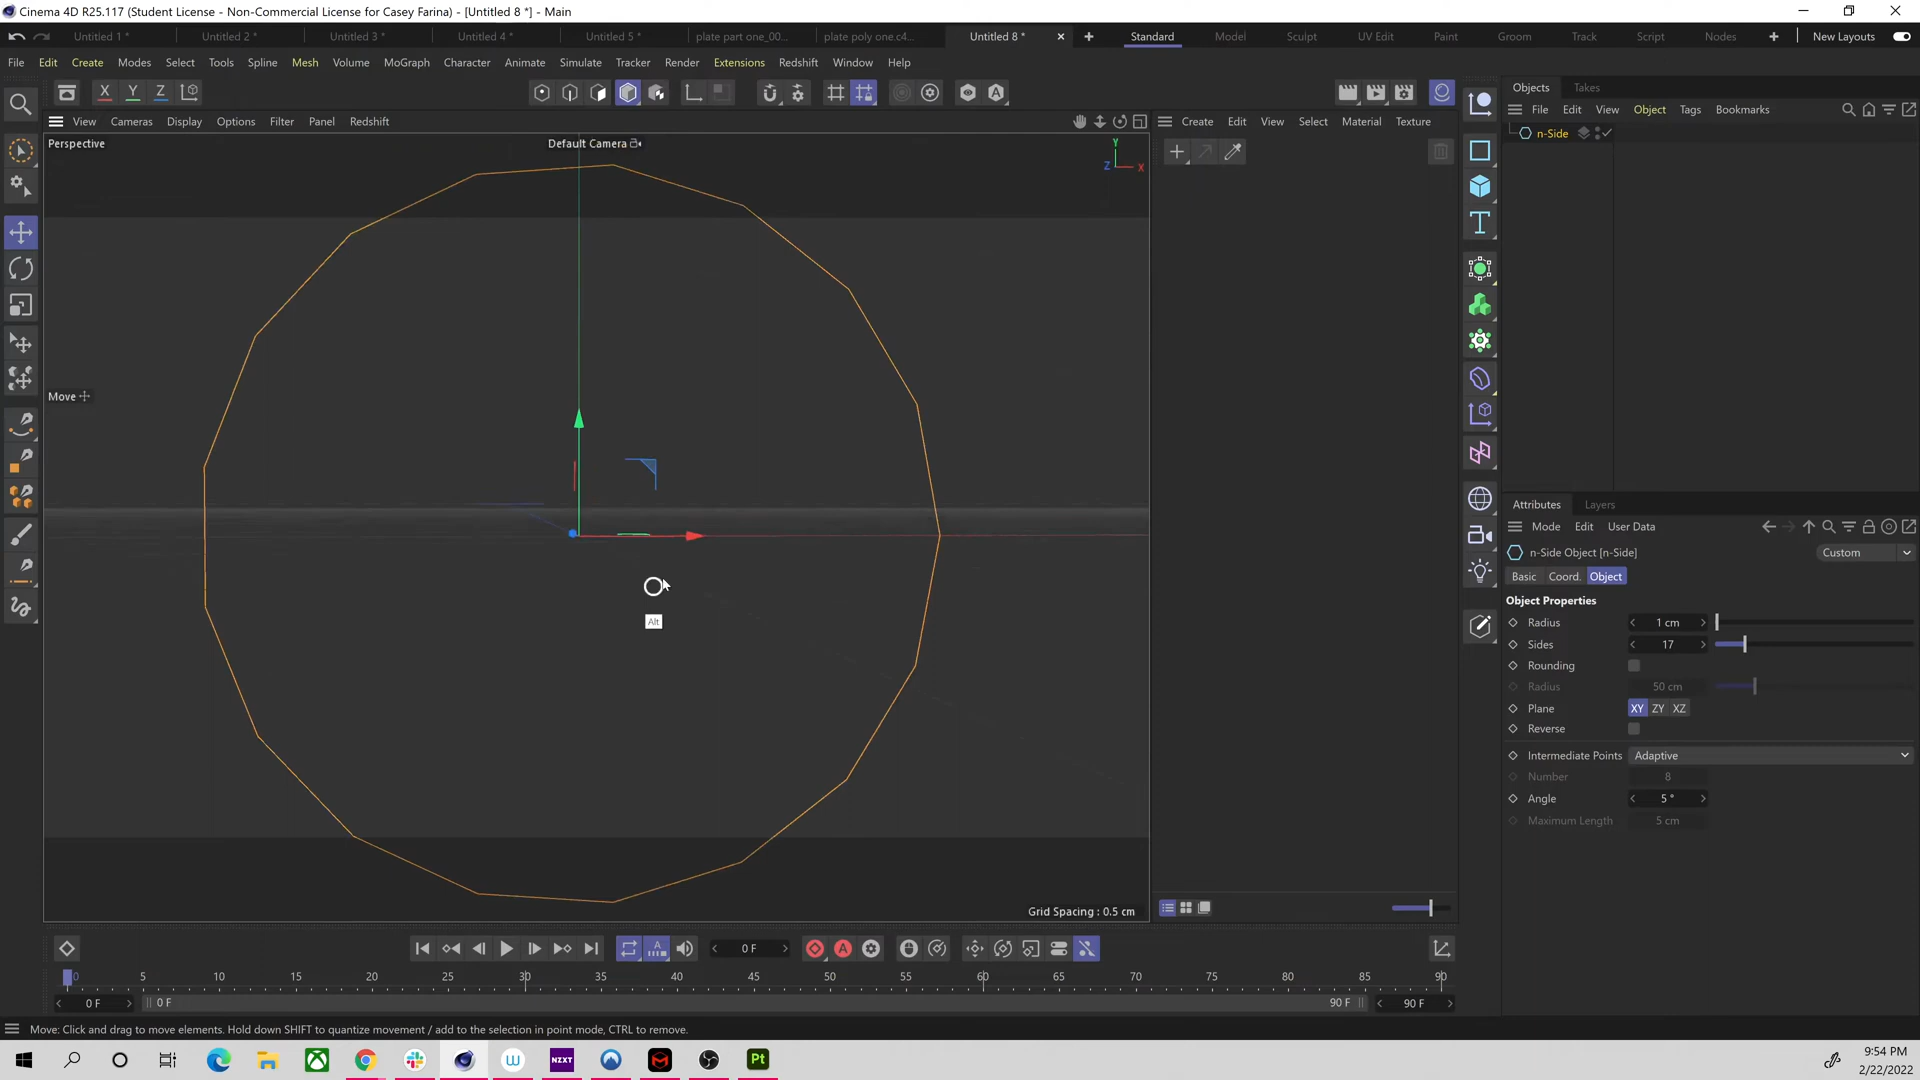 Cinema 4D R25.117 (Student License - Non-Commercial License for Casey Farina) - [Untitled 8 *] - Main
Untitled 1 * Untitled 2 * Untitled 3 * Untitled 4 * Untitled 5 * plate part one_00... plate poly one.c4... Untitled 8 * Standard Model Sculpt UV Edit Paint Groom Track Script Nodes New Layouts
File Edit Create Modes Select Tools Spline Mesh Volume MoGraph Character Animate Simulate Tracker Render Extensions Redshift Window Help
X Y Z
Objects Takes
File Edit View Object Tags Bookmarks
View Cameras Display Options Filter Panel Redshift
Create Edit View Select Material Texture
n-Side
Perspective Default Camera
Y
Z X
Move
Alt
Grid Spacing : 0.5 cm
Attributes Layers
Mode Edit User Data
n-Side Object [n-Side] Custom
Basic Coord. Object
Object Properties
Radius 1 cm
Sides 17
Rounding
Radius 50 cm
Plane XY ZY XZ
Reverse
Intermediate Points Adaptive
Number 8
Angle 5 °
Maximum Length 5 cm
0 F
0 5 10 15 20 25 30 35 40 45 50 55 60 65 70 75 80 85 90
0 F 0 F 90 F 90 F
Move: Click and drag to move elements. Hold down SHIFT to quantize movement / add to the selection in point mode, CTRL to remove.
NZXT Pt
9:54 PM
2/22/2022